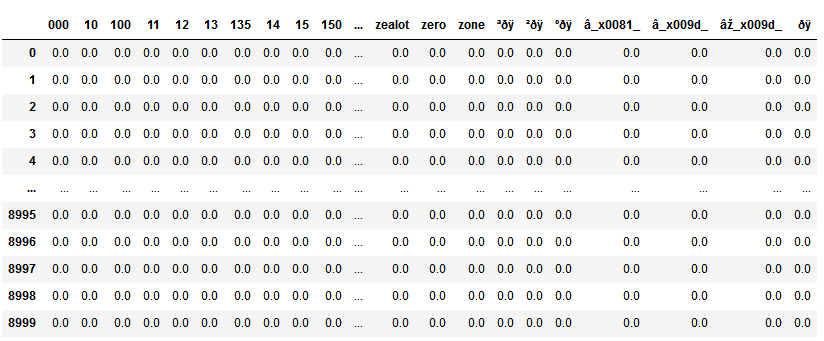 000 10 100 11 12 13 135 14 15 150 ... zealot zero zone ³ðÿ ²ðÿ ºðÿ â_x0081_ â_x009d_ âž_x009d_ ðÿ
0 0.0 0.0 0.0 0.0 0.0 0.0 0.0 0.0 0.0 0.0 ... 0.0 0.0 0.0 0.0 0.0 0.0 0.0 0.0 0.0 0.0
1 0.0 0.0 0.0 0.0 0.0 0.0 0.0 0.0 0.0 0.0 ... 0.0 0.0 0.0 0.0 0.0 0.0 0.0 0.0 0.0 0.0
2 0.0 0.0 0.0 0.0 0.0 0.0 0.0 0.0 0.0 0.0 ... 0.0 0.0 0.0 0.0 0.0 0.0 0.0 0.0 0.0 0.0
3 0.0 0.0 0.0 0.0 0.0 0.0 0.0 0.0 0.0 0.0 ... 0.0 0.0 0.0 0.0 0.0 0.0 0.0 0.0 0.0 0.0
4 0.0 0.0 0.0 0.0 0.0 0.0 0.0 0.0 0.0 0.0 ... 0.0 0.0 0.0 0.0 0.0 0.0 0.0 0.0 0.0 0.0
... ... ... ... ... ... ... ... ... ... ... ... ... ... ... ... ... ... ... ... ... ...
8995 0.0 0.0 0.0 0.0 0.0 0.0 0.0 0.0 0.0 0.0 ... 0.0 0.0 0.0 0.0 0.0 0.0 0.0 0.0 0.0 0.0
8996 0.0 0.0 0.0 0.0 0.0 0.0 0.0 0.0 0.0 0.0 ... 0.0 0.0 0.0 0.0 0.0 0.0 0.0 0.0 0.0 0.0
8997 0.0 0.0 0.0 0.0 0.0 0.0 0.0 0.0 0.0 0.0 ... 0.0 0.0 0.0 0.0 0.0 0.0 0.0 0.0 0.0 0.0
8998 0.0 0.0 0.0 0.0 0.0 0.0 0.0 0.0 0.0 0.0 ... 0.0 0.0 0.0 0.0 0.0 0.0 0.0 0.0 0.0 0.0
8999 0.0 0.0 0.0 0.0 0.0 0.0 0.0 0.0 0.0 0.0 ... 0.0 0.0 0.0 0.0 0.0 0.0 0.0 0.0 0.0 0.0